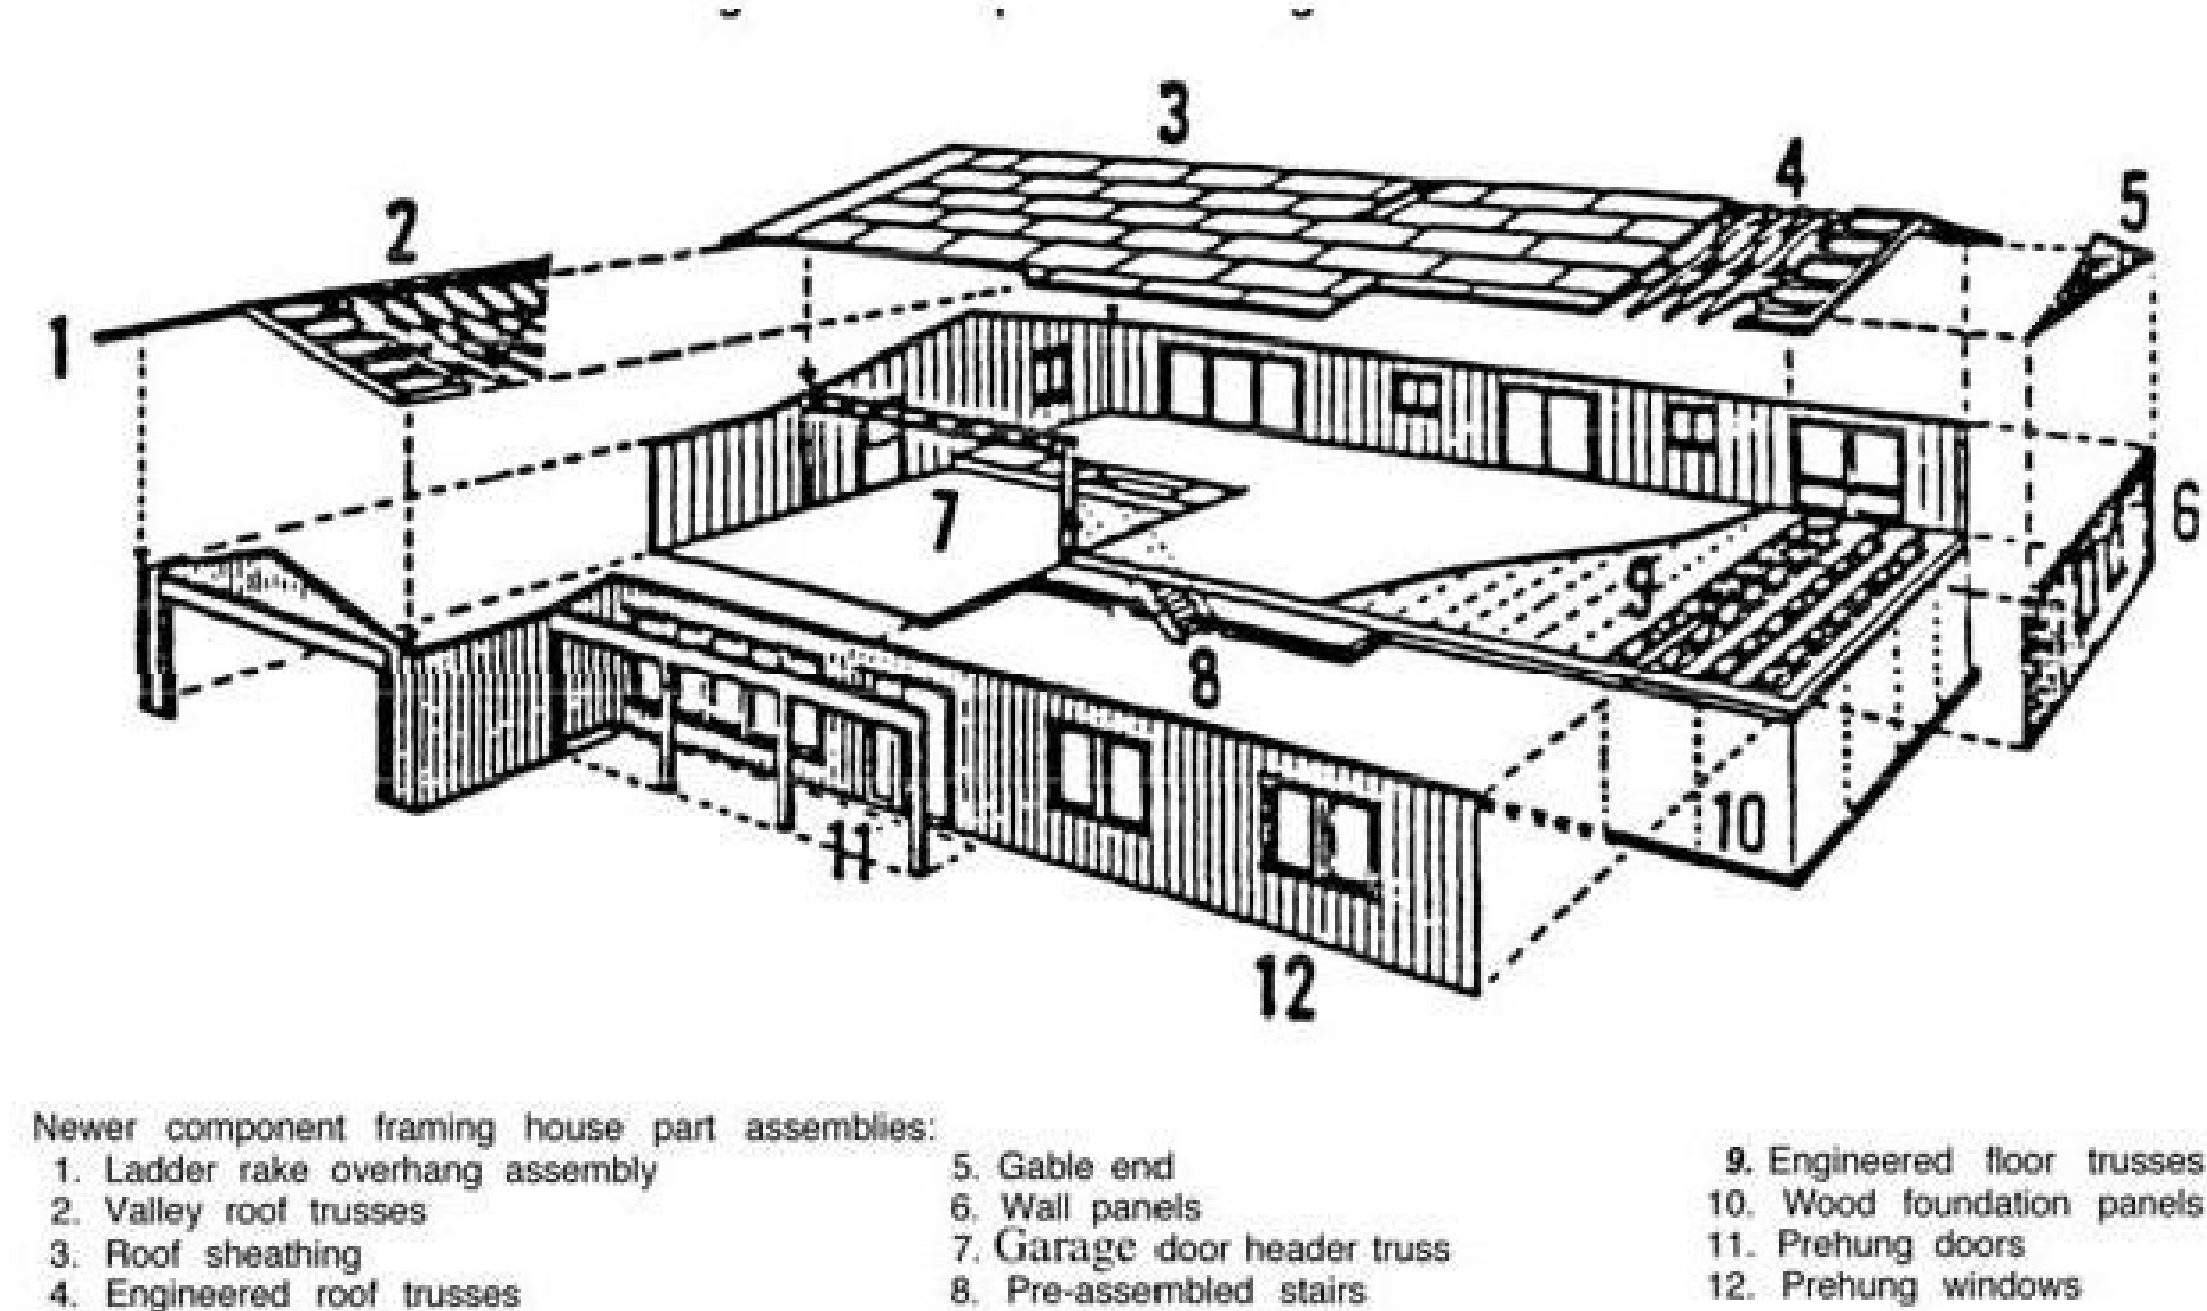 3
4
5
2
1
6
7
9
8
10
11
12
Newer component framing house part assemblies:
1. Ladder rake overhang assembly
2. Valley roof trusses
3. Roof sheathing
4. Engineered roof trusses
5. Gable end
6. Wall panels
7. Garage door header truss
8. Pre-assembled stairs
9. Engineered floor trusses
10. Wood foundation panels
11. Prehung doors
12. Prehung windows